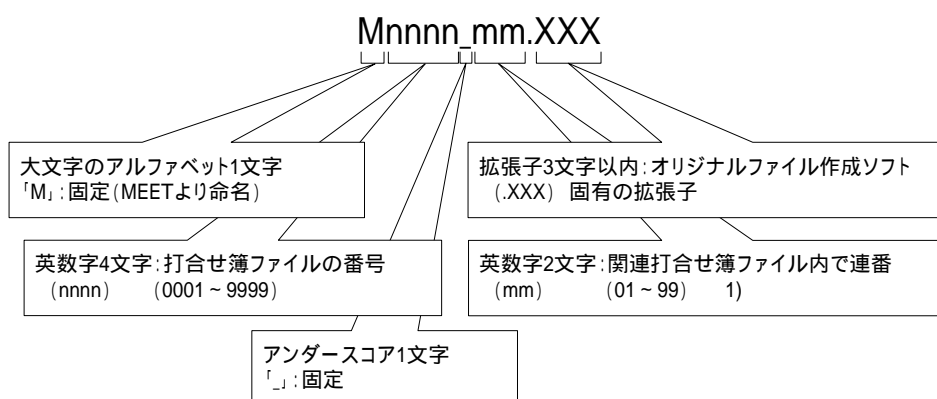 Mnnnn_mm.XXX
大文字のアルファベット1文字
「M」:固定(MEETより命名)
拡張子3文字以内:オリジナルファイル作成ソフト
(.XXX) 固有の拡張子
英数字4文字:打合せ簿ファイルの番号
(nnnn) (0001~9999)
英数字2文字:関連打合せ簿ファイル内で連番
(mm) (01~99) 1)
アンダースコア1文字
「_」:固定